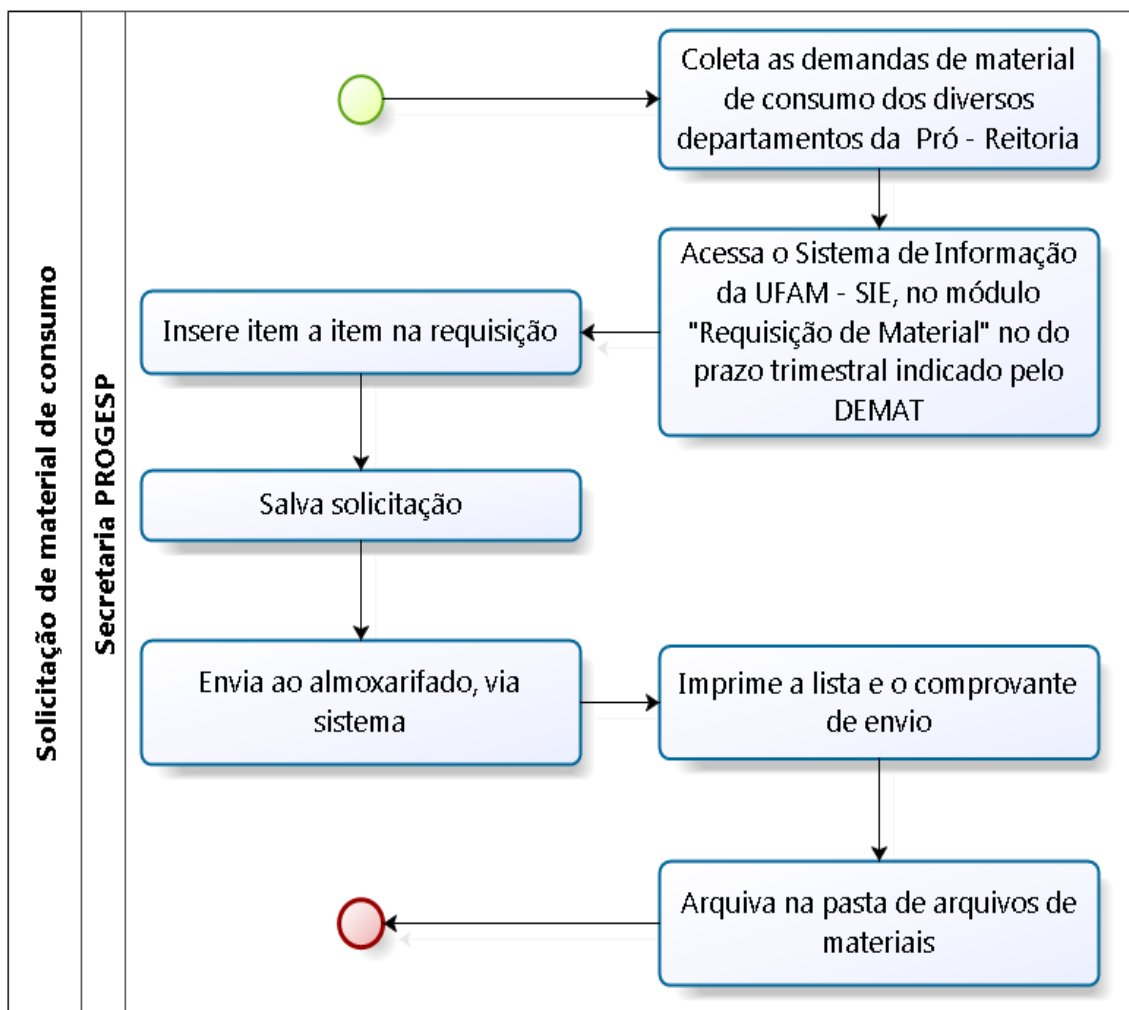 Solicitação de material de consumo
Secretaria PROGESP
Coleta as demandas de material
de consumo dos diversos
departamentos da Pró - Reitoria
Acessa o Sistema de Informação
da UFAM - SIE, no módulo
"Requisição de Material" no do
prazo trimestral indicado pelo
DEMAT
Insere item a item na requisição
Salva solicitação
Envia ao almoxarifado, via
sistema
Imprime a lista e o comprovante
de envio
Arquiva na pasta de arquivos de
materiais